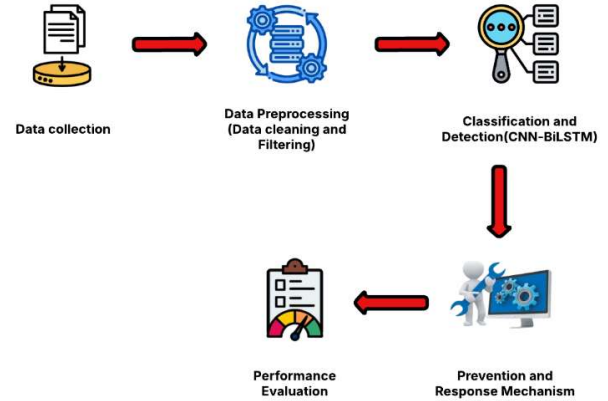 Data collection
Data Preprocessing
(Data cleaning and
Filtering)
Classification and
Detection(CNN-BiLSTM)
Prevention and
Response Mechanism
Performance
Evaluation